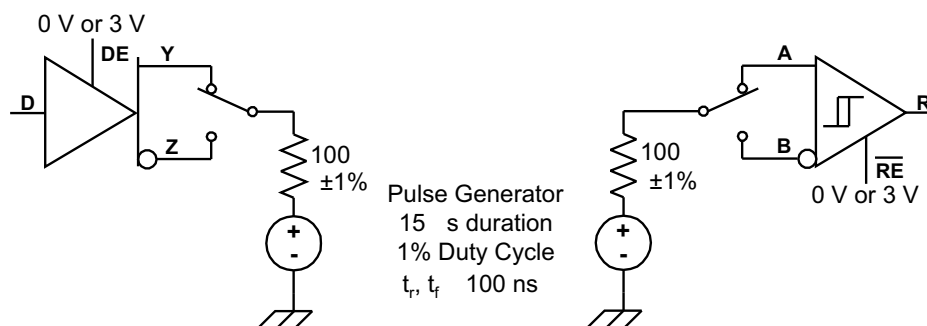 0 V or 3 V
DE
Y
D
Z
100
±1%
Pulse Generator
15 s duration
1% Duty Cycle
tr, tf 100 ns
+
-
A
B
R
RE
0 V or 3 V
100
±1%
+
-